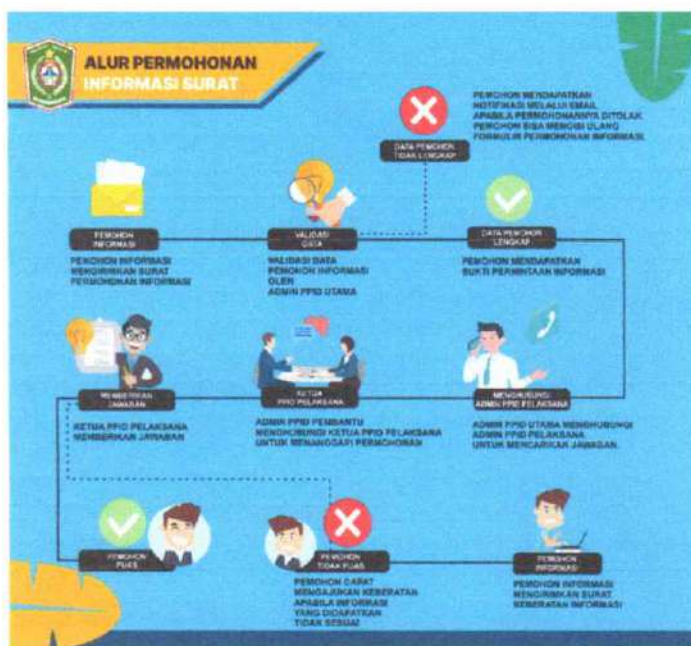 ALUR PERMOHONAN
INFORMASI SURAT
PEMOHON MENDAPATKAN
NOTIFIKASI MELALUI EMAIL
APABILA PERMOHONANNYA DITOLAK
PEMOHON BISA MENGISI ULANG
FORMULIR PERMOHONAN INFORMASI.
DATA PEMOHON
TIDAK LENGKAP
PEMOHON
INFORMASI
PEMOHON INFORMASI
MENGIRIMKAN SURAT
PERMOHONAN INFORMASI
VALIDASI
DATA
VALIDASI DATA
PEMOHON INFORMASI
OLEH
ADMIN PPID UTAMA
DATA PEMOHON
LENGKAP
PEMOHON MENDAPATKAN
BUKTI PERMINTAAN INFORMASI
MEMBERIKAN
JAWABAN
KETUA PPID PELAKSANA
MEMBERIKAN JAWABAN
KETUA
PPID PELAKSANA
ADMIN PPID PEMBANTU
MENGHUBUNGI KETUA PPID PELAKSANA
UNTUK MENANGGAPI PERMOHONAN
MENGHUBUNGI
ADMIN PPID PELAKSANA
ADMIN PPID UTAMA MENGHUBUNGI
ADMIN PPID PELAKSANA
UNTUK MENCARIKAN JAWABAN.
PEMOHON
PUAS
PEMOHON
TIDAK PUAS
PEMOHON DAPAT
MENGAJUKAN KEBERATAN
APABILA INFORMASI
YANG DIDAPATKAN
TIDAK SESUAI
PEMOHON
INFORMASI
PEMOHON INFORMASI
MENGIRIMKAN SURAT
KEBERATAN INFORMASI